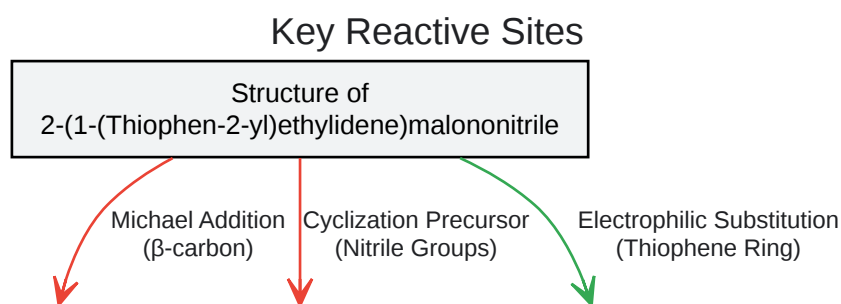 Key Reactive Sites
Structure of
2-(1-(Thiophen-2-yl)ethylidene)malononitrile
Michael Addition
(β-carbon)
Cyclization Precursor
(Nitrile Groups)
Electrophilic Substitution
(Thiophene Ring)